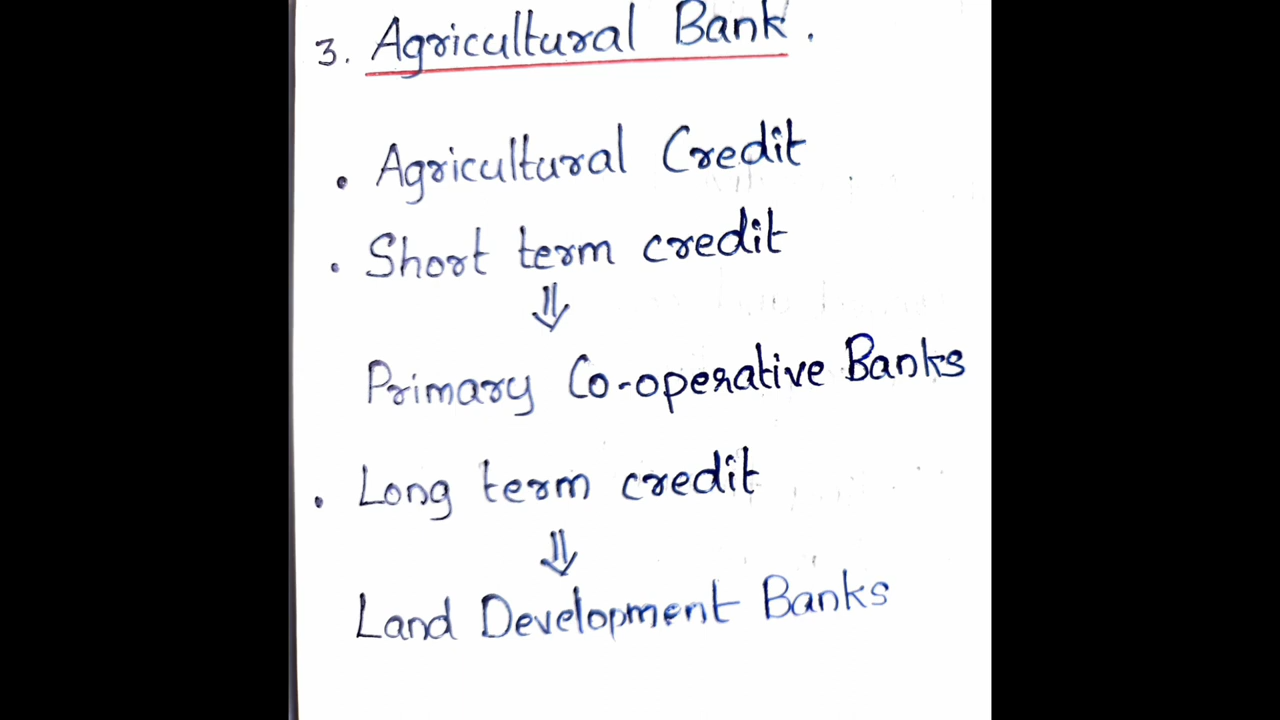 3. Agricultural Bank.
• Agricultural Credit
• Short term credit
⇓
Primary Co-operative Banks
• Long term credit
⇓
Land Development Banks